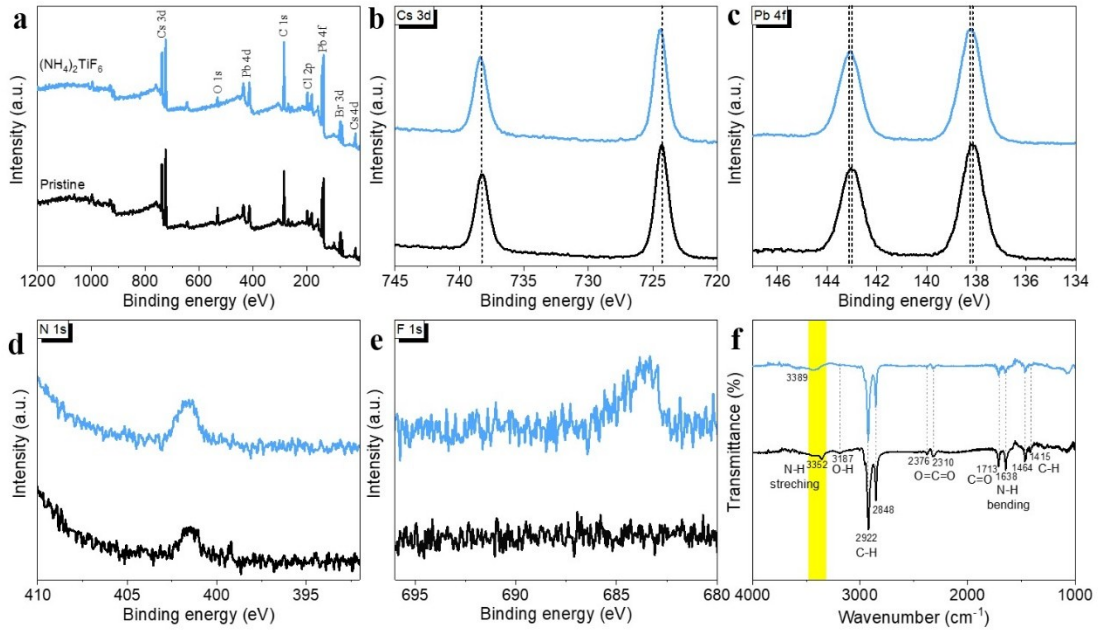 a
(NH₄)₂TiF₆
Pristine
Cs 3d
O 1s
Pb 4d
C 1s
Cl 2p
Pb 4f
Br 3d
Cs 4d
Intensity (a.u.)
1200 1000 800 600 400 200
Binding energy (eV)
b
Cs 3d
Intensity (a.u.)
745 740 735 730 725 720
Binding energy (eV)
c
Pb 4f
Intensity (a.u.)
146 144 142 140 138 136 134
Binding energy (eV)
d
N 1s
Intensity (a.u.)
410 405 400 395
Binding energy (eV)
e
F 1s
Intensity (a.u.)
695 690 685 680
Binding energy (eV)
f
3389
N-H
streching
3352
3187
O-H
2922
C-H
2848
2376
2310
O=C=O
1713
C=O
1638
N-H
bending
1464
1415
C-H
Transmittance (%)
4000 3000 2000 1000
Wavenumber (cm⁻¹)